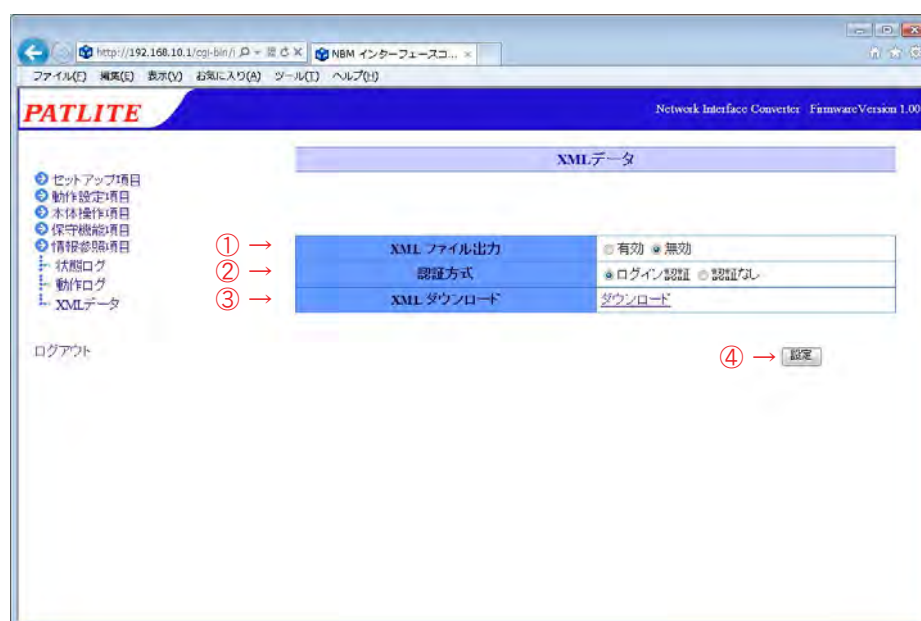 http://192.168.10.1/cgi-bin/i
NBM インターフェースコ...
ファイル(F) 編集(E) 表示(V) お気に入り(A) ツール(T) ヘルプ(H)
PATLITE
Network Interface Converter FirmwareVersion 1.00
XMLデータ
セットアップ項目
動作設定項目
本体操作項目
保守機能項目
情報参照項目
状態ログ
動作ログ
XMLデータ
ログアウト
① → XML ファイル出力 有効 無効
② → 認証方式 ログイン認証 認証なし
③ → XML ダウンロード ダウンロード
④ → 設定